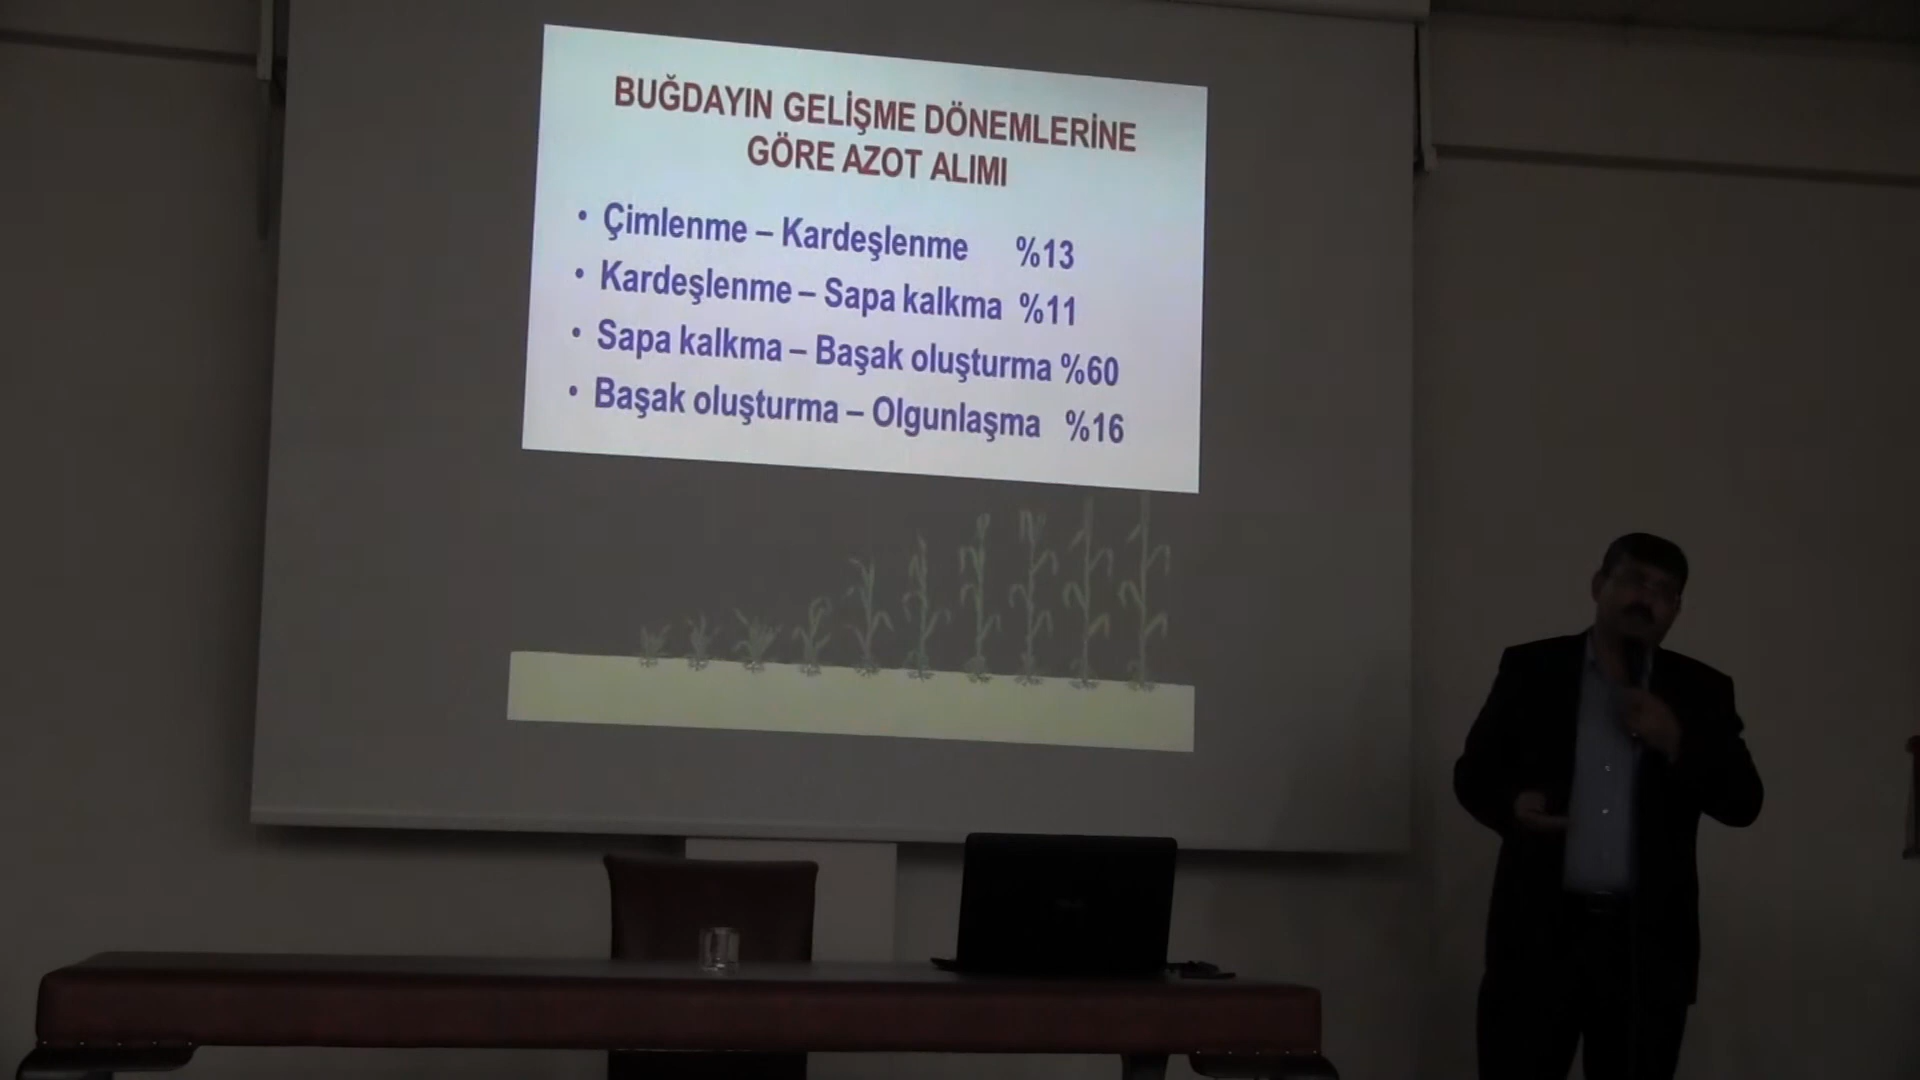 BUĞDAYIN GELİŞME DÖNEMLERİNE
GÖRE AZOT ALIMI
• Çimlenme – Kardeşlenme %13
• Kardeşlenme – Sapa kalkma %11
• Sapa kalkma – Başak oluşturma %60
• Başak oluşturma – Olgunlaşma %16